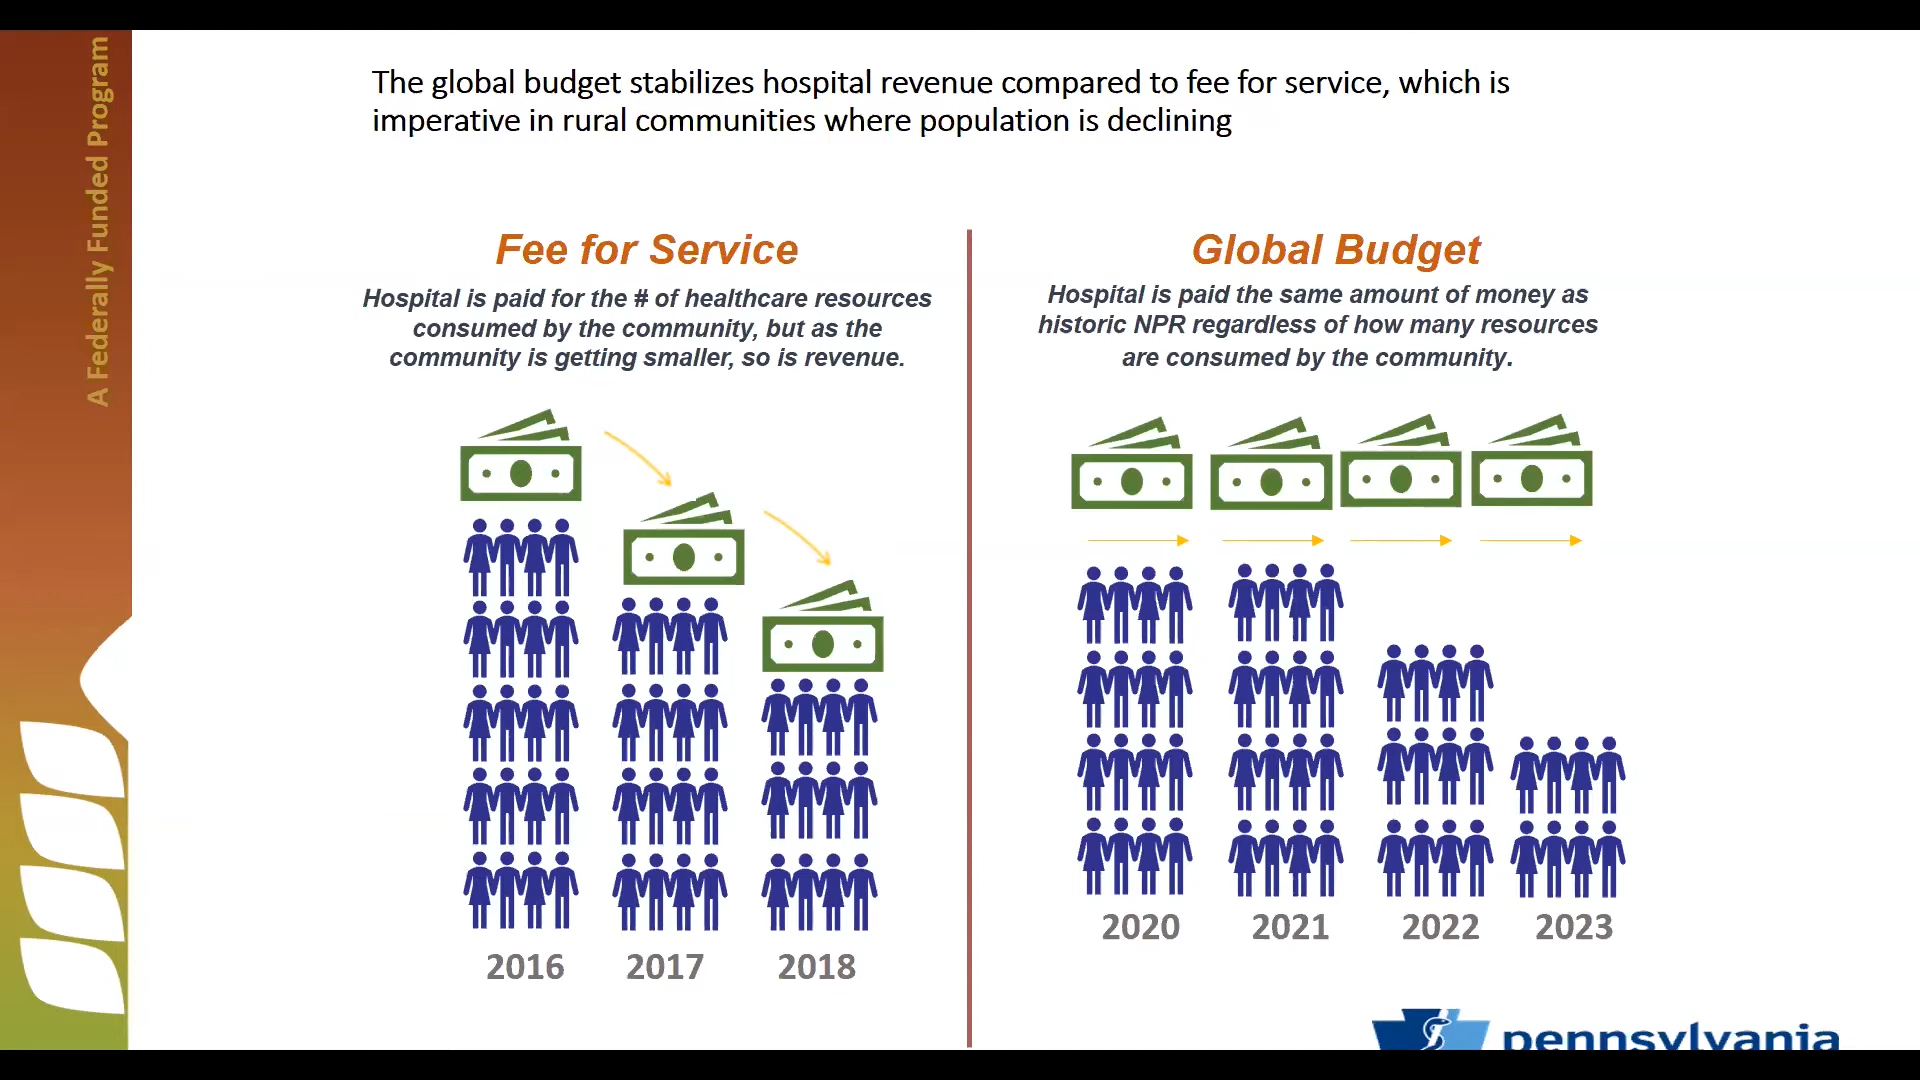 A Federally Funded Program
The global budget stabilizes hospital revenue compared to fee for service, which is
imperative in rural communities where population is declining
Fee for Service
Hospital is paid for the # of healthcare resources
consumed by the community, but as the
community is getting smaller, so is revenue.
2016 2017 2018
Global Budget
Hospital is paid the same amount of money as
historic NPR regardless of how many resources
are consumed by the community.
2020 2021 2022 2023
pennsylvania